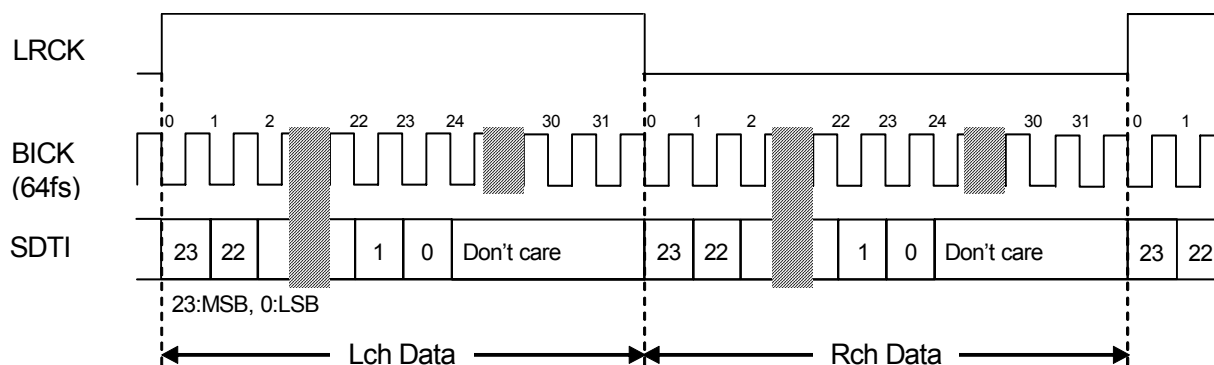 LRCK
0 1 2 22 23 24 30 31 0 1 2 22 23 24 30 31 0 1
BICK
(64fs)
SDTI 23 22 1 0 Don't care 23 22 1 0 Don't care 23 22
23:MSB, 0:LSB
Lch Data Rch Data